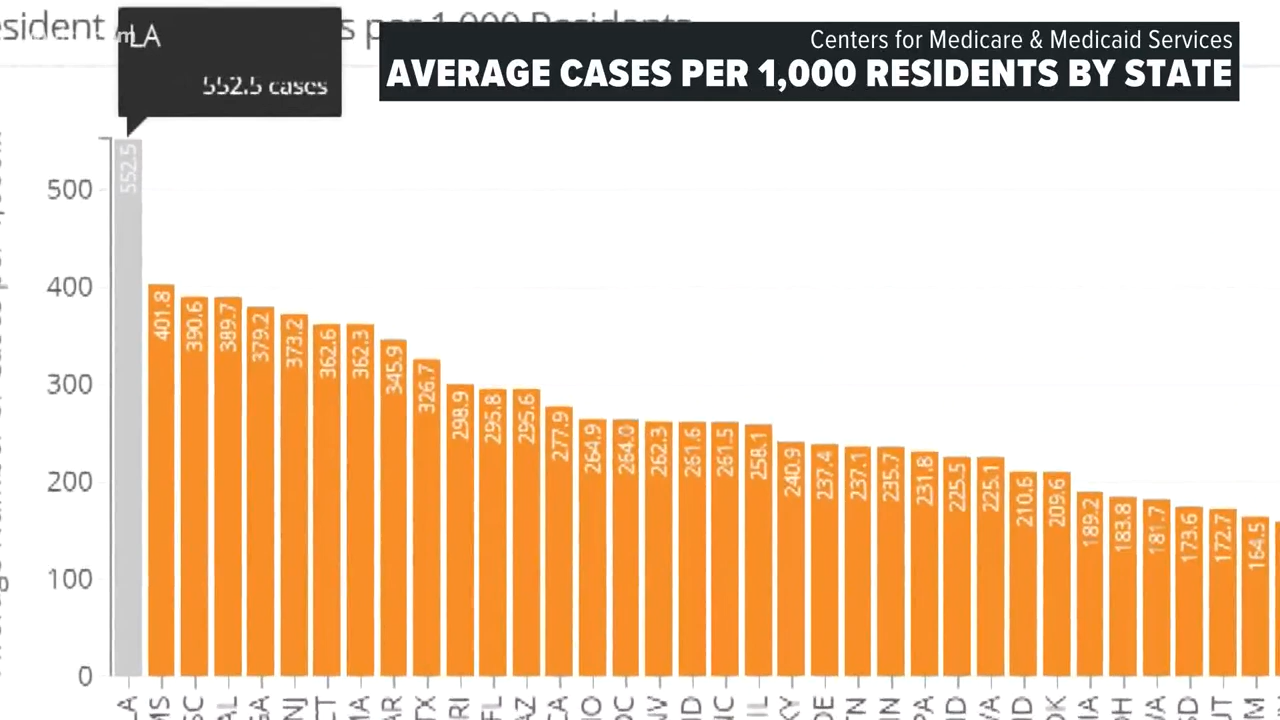 LA
552.5 cases
Centers for Medicare & Medicaid Services
AVERAGE CASES PER 1,000 RESIDENTS BY STATE
500
400
300
200
100
0
552.5
401.8
390.6
389.7
379.2
373.2
362.6
362.3
345.9
326.7
298.9
295.8
295.6
277.9
264.9
264.0
262.3
261.6
261.5
258.1
240.9
237.4
237.1
235.7
231.8
225.5
225.1
210.6
209.6
189.2
183.8
181.7
173.6
172.7
164.5
LA
MS
SC
AL
GA
NJ
CT
MA
AR
TX
RI
FL
AZ
CA
DC
NV
NC
IL
KY
DE
TN
IN
PA
OK
UT